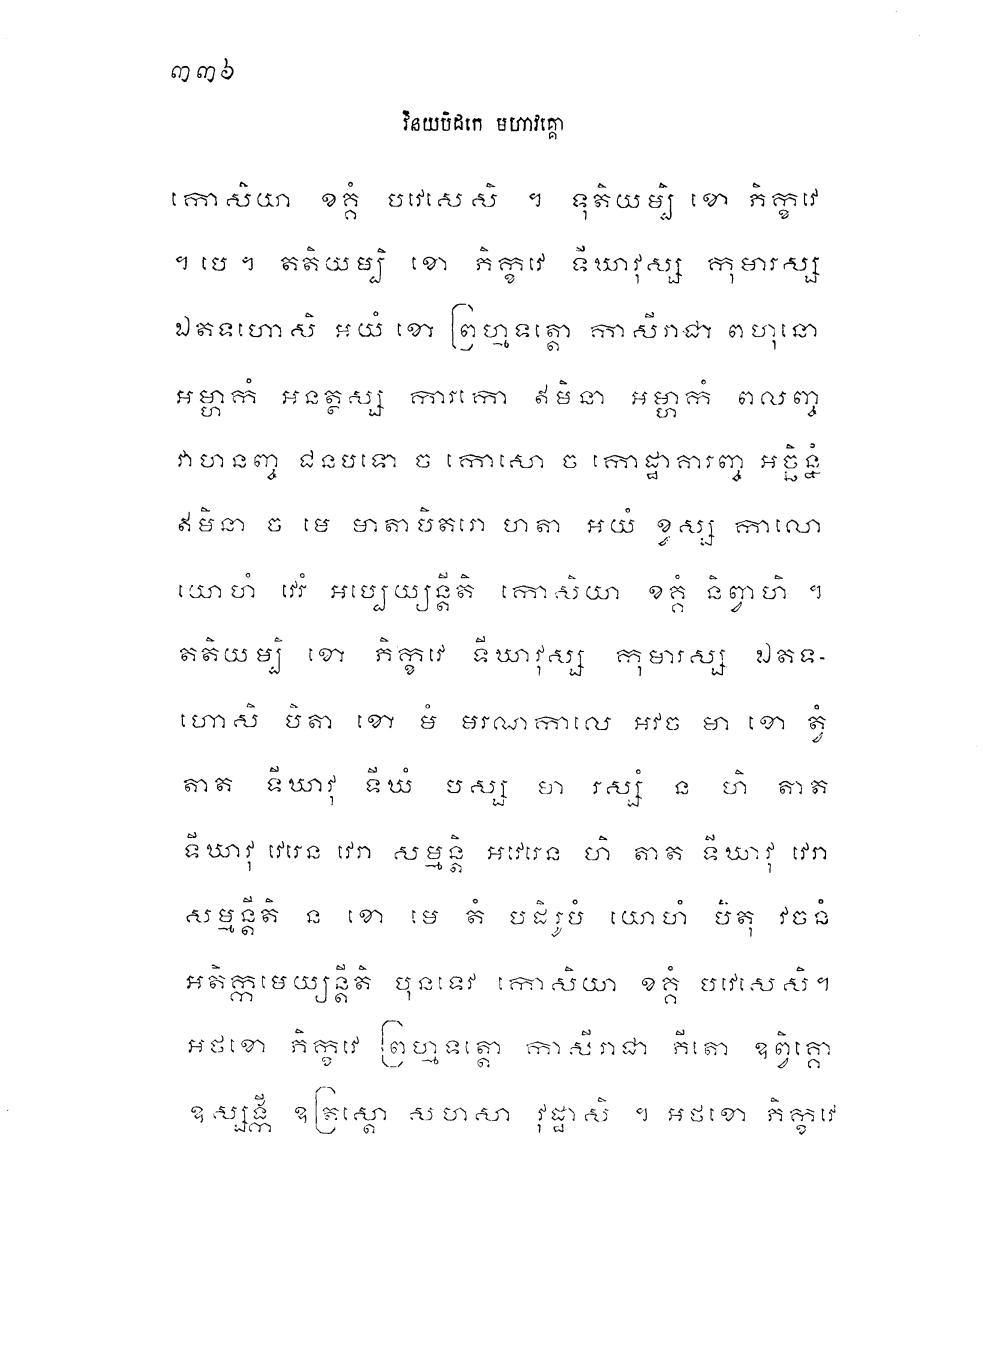 ៣៣៦
វិនយបិដកេ មហាវគ្គោ
កោសិយា ខគ្គំ បវេសេសិ ។ ទុតិយម្បិ ខោ ភិក្ខវេ
។ បេ ។ តតិយម្បិ ខោ ភិក្ខវេ ទីឃាវុស្ស កុមារស្ស
ឯតទហោសិ អយំ ខោ ព្រហ្មទត្តោ កាសីរាជា ពហុនោ
អម្ហាកំ អនត្ថស្ស ការកោ ឥមិនា អម្ហាកំ ពលញ្ច
វាហនញ្ច ជនបទោ ច កោសោ ច កោដ្ឋាគារញ្ច អច្ឆិន្នំ
ឥមិនា ច មេ មាតាបិតរោ ហតា អយំ ខ្វស្ស កាលោ
យោហំ វេរំ អប្បេយ្យន្តីតិ កោសិយា ខគ្គំ និព្វាហិ ។
តតិយម្បិ ខោ ភិក្ខវេ ទីឃាវុស្ស កុមារស្ស ឯតទ-
ហោសិ បិតា ខោ មំ មរណកាលេ អវច មា ខោ ត្វំ
តាត ទីឃាវុ ទីឃំ បស្ស មា រស្សំ ន ហិ តាត
ទីឃាវុ វេរេន វេរា សម្មន្តិ អវេរេន ហិ តាត ទីឃាវុ វេរា
សម្មន្តីតិ ន ខោ មេ តំ បដិរូបំ យោហំ បិតុ វចនំ
អតិក្កមេយ្យន្តីតិ បុនទេវ កោសិយា ខគ្គំ បវេសេសិ។
អថខោ ភិក្ខវេ ព្រហ្មទត្តោ កាសីរាជា ភីតោ ឧព្វិគ្គោ
ឧស្សង្កី ឧត្រស្តោ សហសា វុដ្ឋាសិ ។ អថខោ ភិក្ខវេ